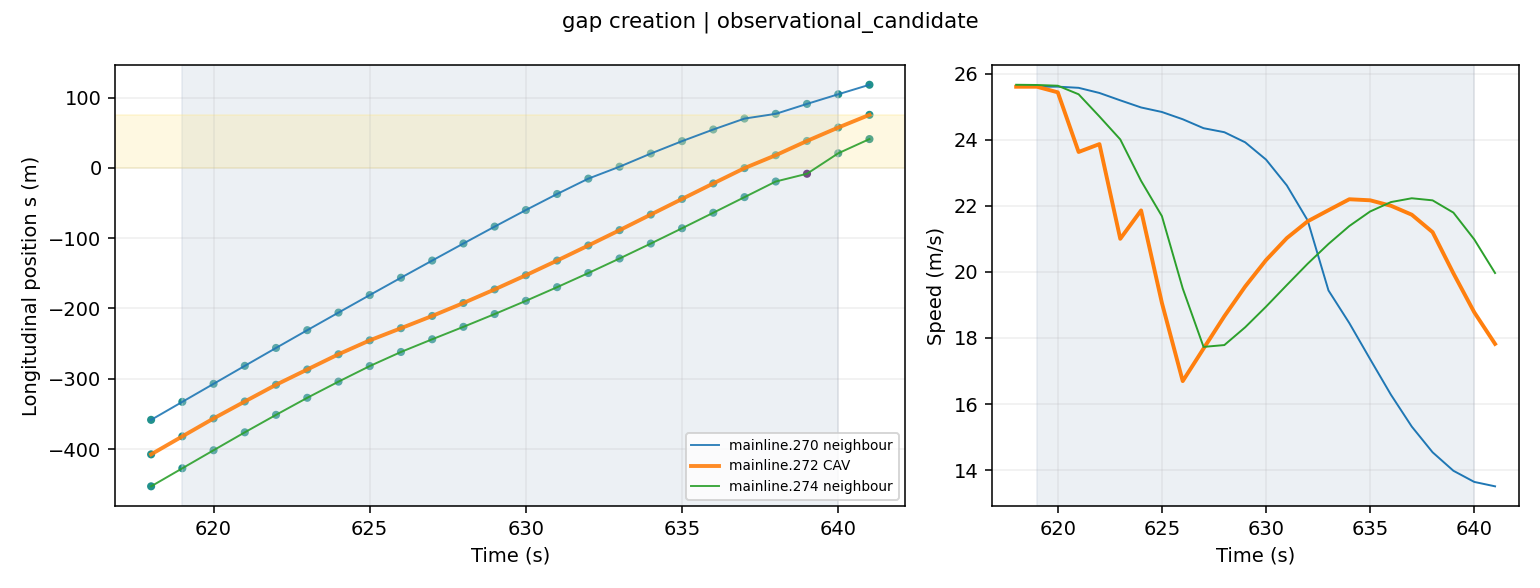 gap creation | observational_candidate
Longitudinal position s (m)
100
0
−100
−200
−300
−400
620
625
630
635
640
Time (s)
mainline.270 neighbour
mainline.272 CAV
mainline.274 neighbour
Speed (m/s)
26
24
22
20
18
16
14
620
625
630
635
640
Time (s)